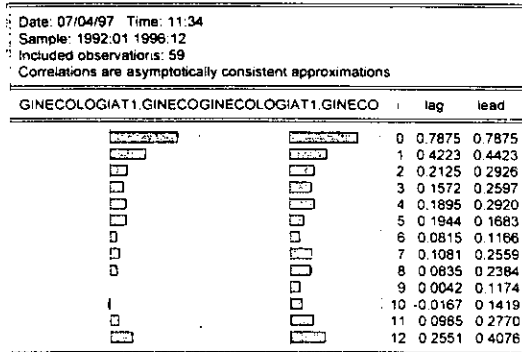 Date: 07/04/97 Time: 11:34
Sample: 1992:01 1996:12
Included observations: 59
Correlations are asymptotically consistent approximations
GINECOLOGIAT1,GINECOGINECOLOGIAT1,GINECO i lag lead
0 0.7875 0.7875
1 0.4223 0.4423
2 0.2125 0.2926
3 0.1572 0.2597
4 0.1895 0.2920
5 0.1944 0.1683
6 0.0815 0.1166
7 0.1081 0.2559
8 0.0835 0.2384
9 0.0042 0.1174
10 -0.0167 0.1419
11 0.0985 0.2770
12 0.2551 0.4076